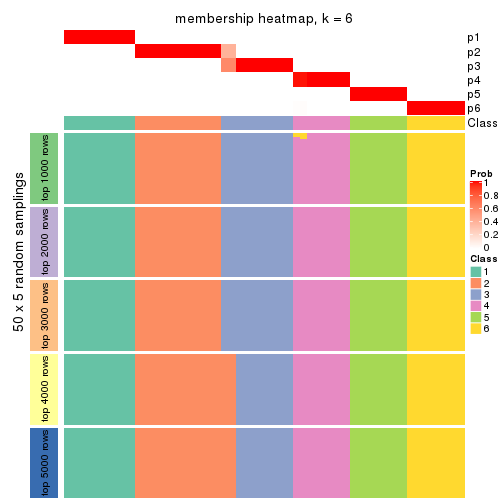 membership heatmap, k = 6
p1
p2
p3
p4
p5
p6
Class
50 x 5 random samplings
top 1000 rows
top 2000 rows
top 3000 rows
top 4000 rows
top 5000 rows
Prob
1
0.8
0.6
0.4
0.2
0
Class
1
2
3
4
5
6